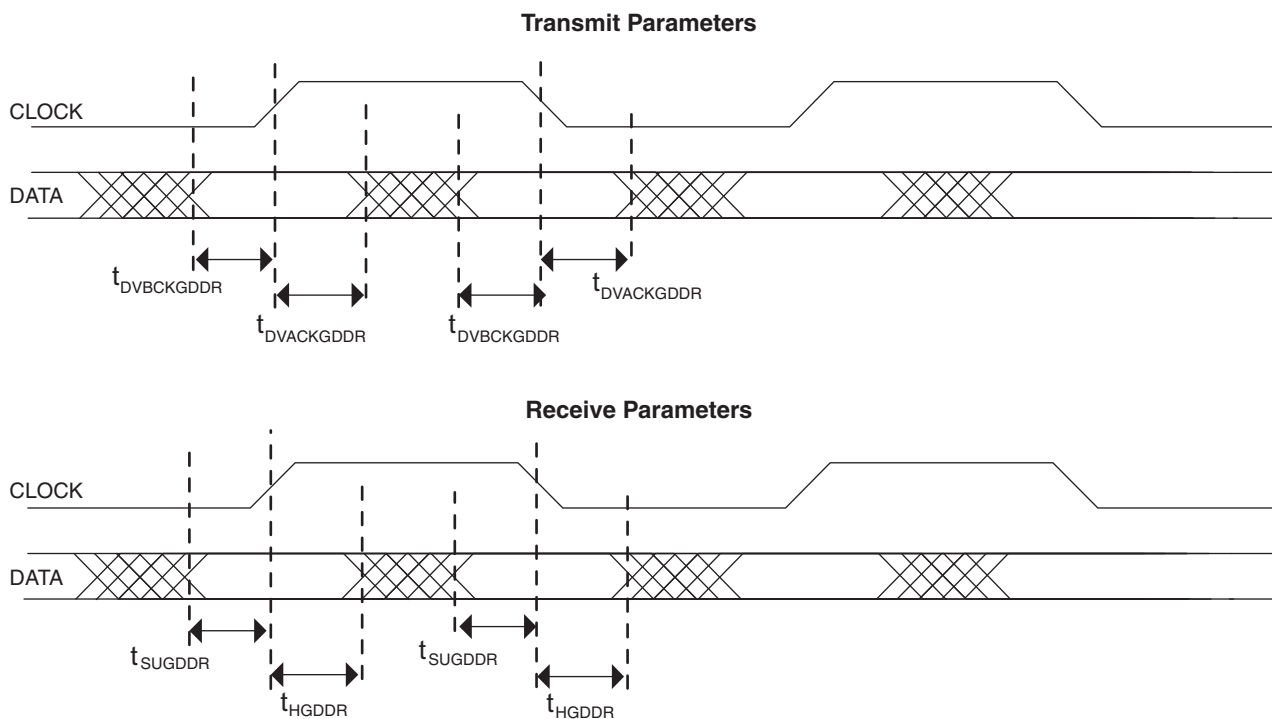 Transmit Parameters
CLOCK
DATA
tDVBCKGDDR
tDVACKGDDR
tDVACKGDDR
tDVBCKGDDR
Receive Parameters
CLOCK
DATA
tSUGDDR
tSUGDDR
tHGDDR
tHGDDR